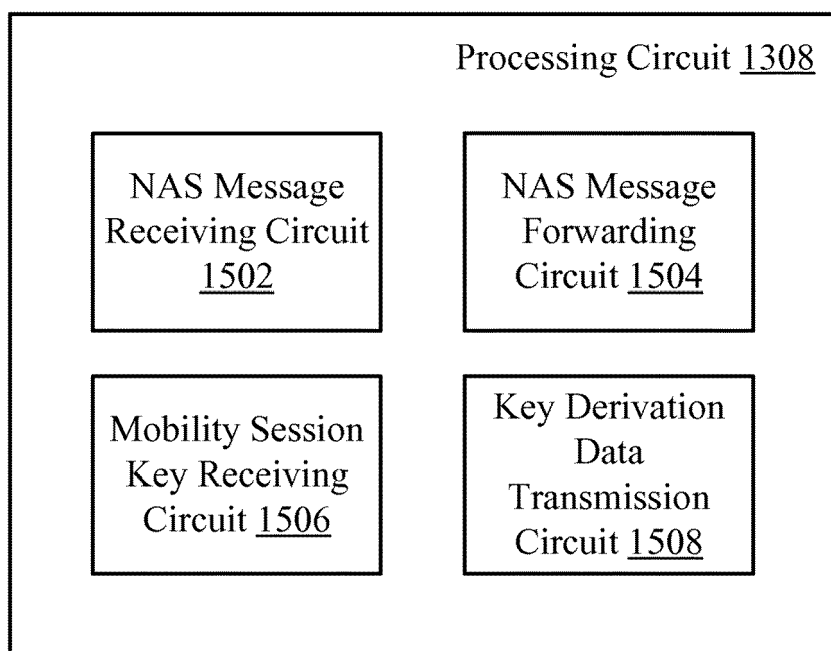 Processing Circuit 1308
NAS Message
Receiving Circuit
1502
NAS Message
Forwarding
Circuit 1504
Mobility Session
Key Receiving
Circuit 1506
Key Derivation
Data
Transmission
Circuit 1508